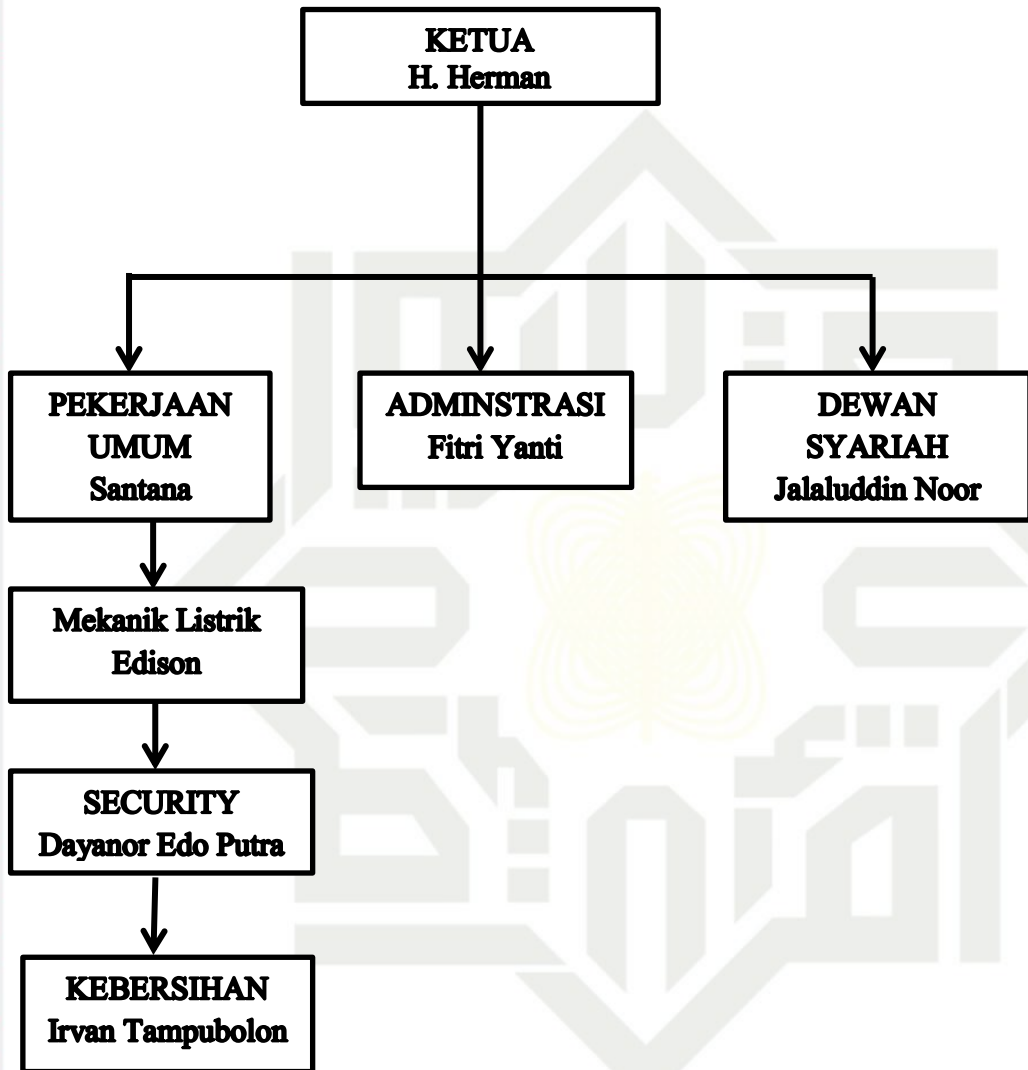 KETUA
H. Herman
PEKERJAAN
UMUM
Santana
ADMINSTRASI
Fitri Yanti
DEWAN
SYARIAH
Jalaluddin Noor
Mekanik Listrik
Edison
SECURITY
Dayanor Edo Putra
KEBERSIHAN
Irvan Tampubolon